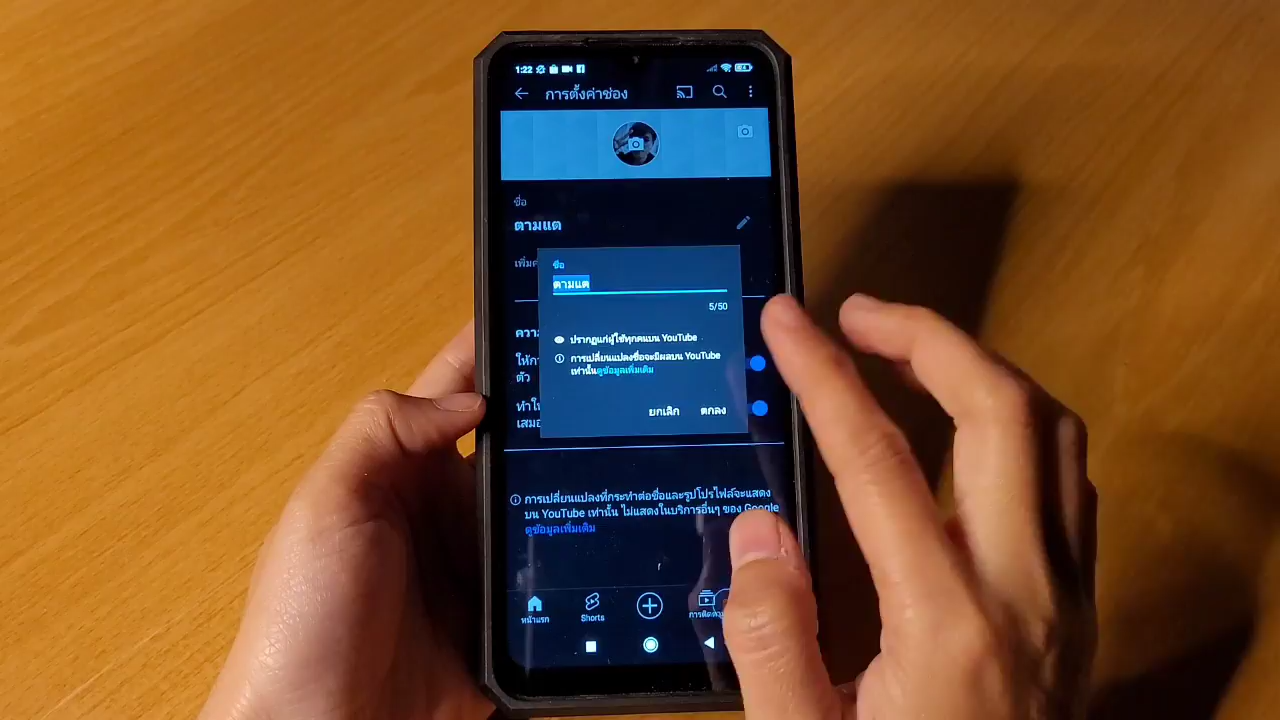 1:22
การตั้งค่าช่อง
ชื่อ
ตามแต
ชื่อ
ตามแต
5/50
ปรากฏแก่ผู้ใช้ทุกคนบน YouTube
การเปลี่ยนแปลงชื่อจะมีผลบน YouTube
เท่านั้นดูข้อมูลเพิ่มเติม
ยกเลิก ตกลง
ตัว
การเปลี่ยนแปลงที่กระทำต่อชื่อและรูปโปรไฟล์จะแสดง
บน YouTube เท่านั้น ไม่แสดงในบริการอื่นๆ ของ Google
ดูข้อมูลเพิ่มเติม
หน้าแรก Shorts